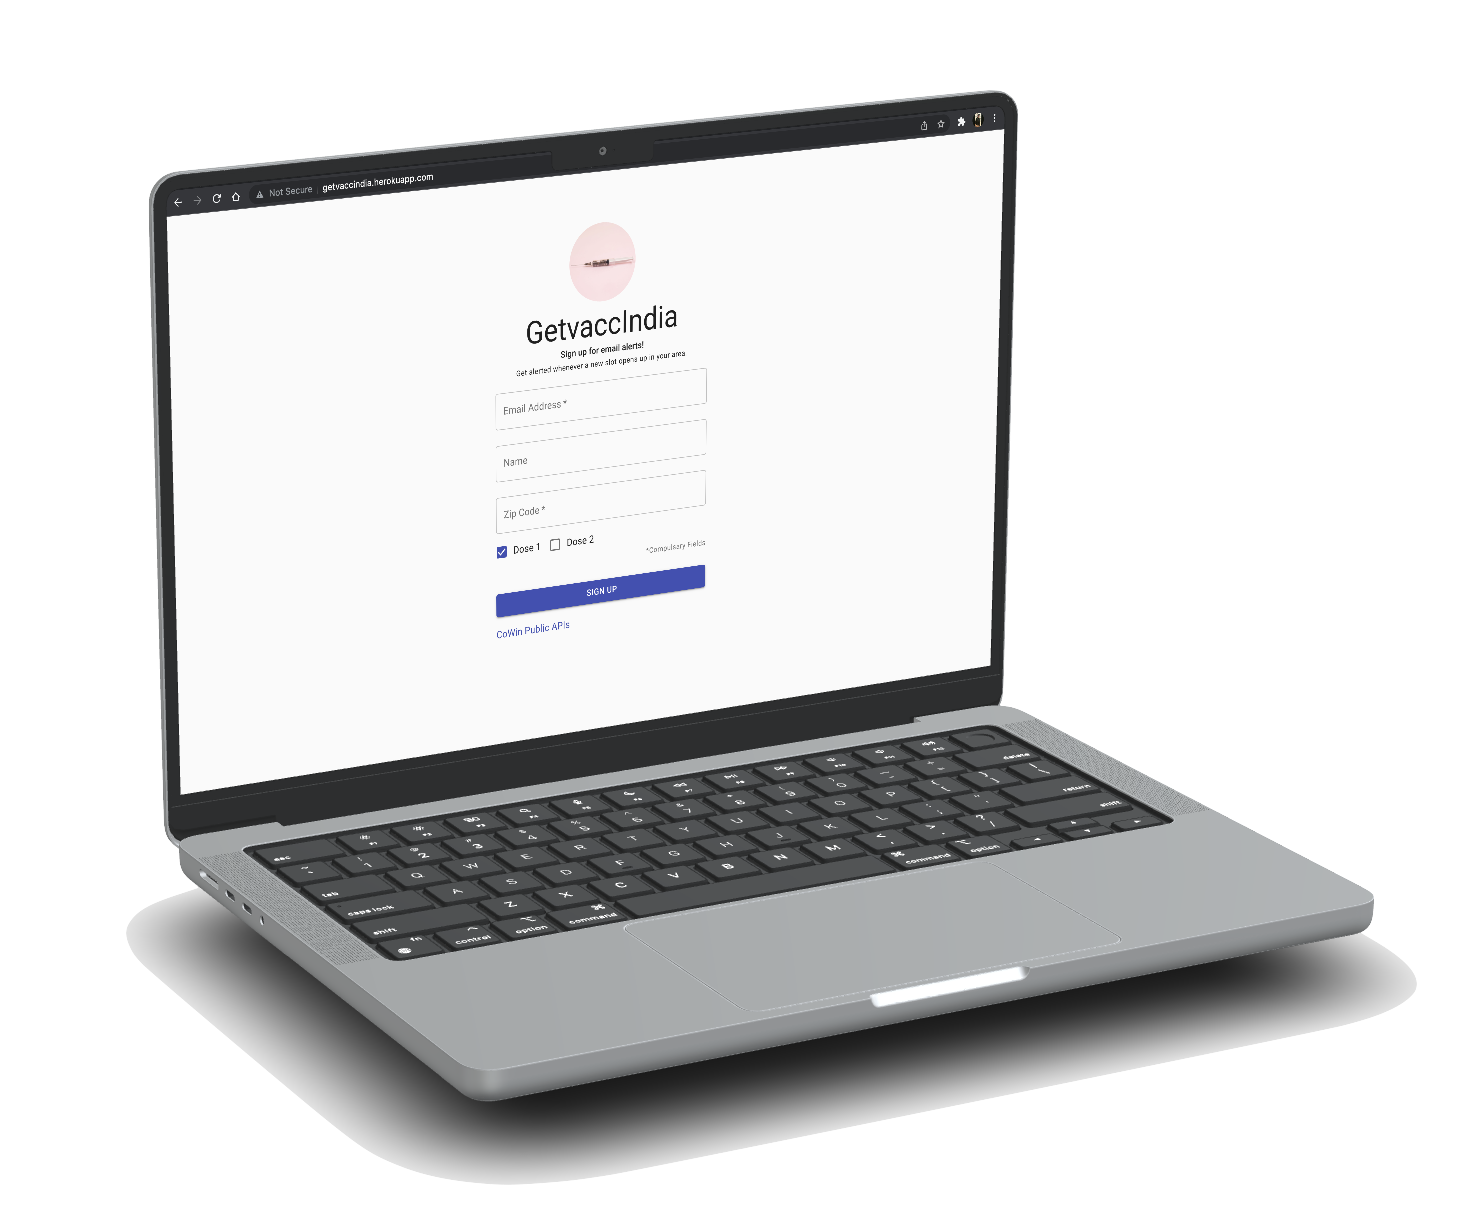 Not Secure | getvaccindia.herokuapp.com
GetvaccIndia
Sign up for email alerts!
Get alerted whenever a new slot opens up in your area
Email Address *
Name
Zip Code *
Dose 1 Dose 2
*Compulsary Fields
SIGN UP
CoWin Public APIs
esc
delete
tab Q W E R T Y U I O P { } return
caps lock A S D F G H J K L shift
shift Z X C V B N M < > ? /
fn control option command command option